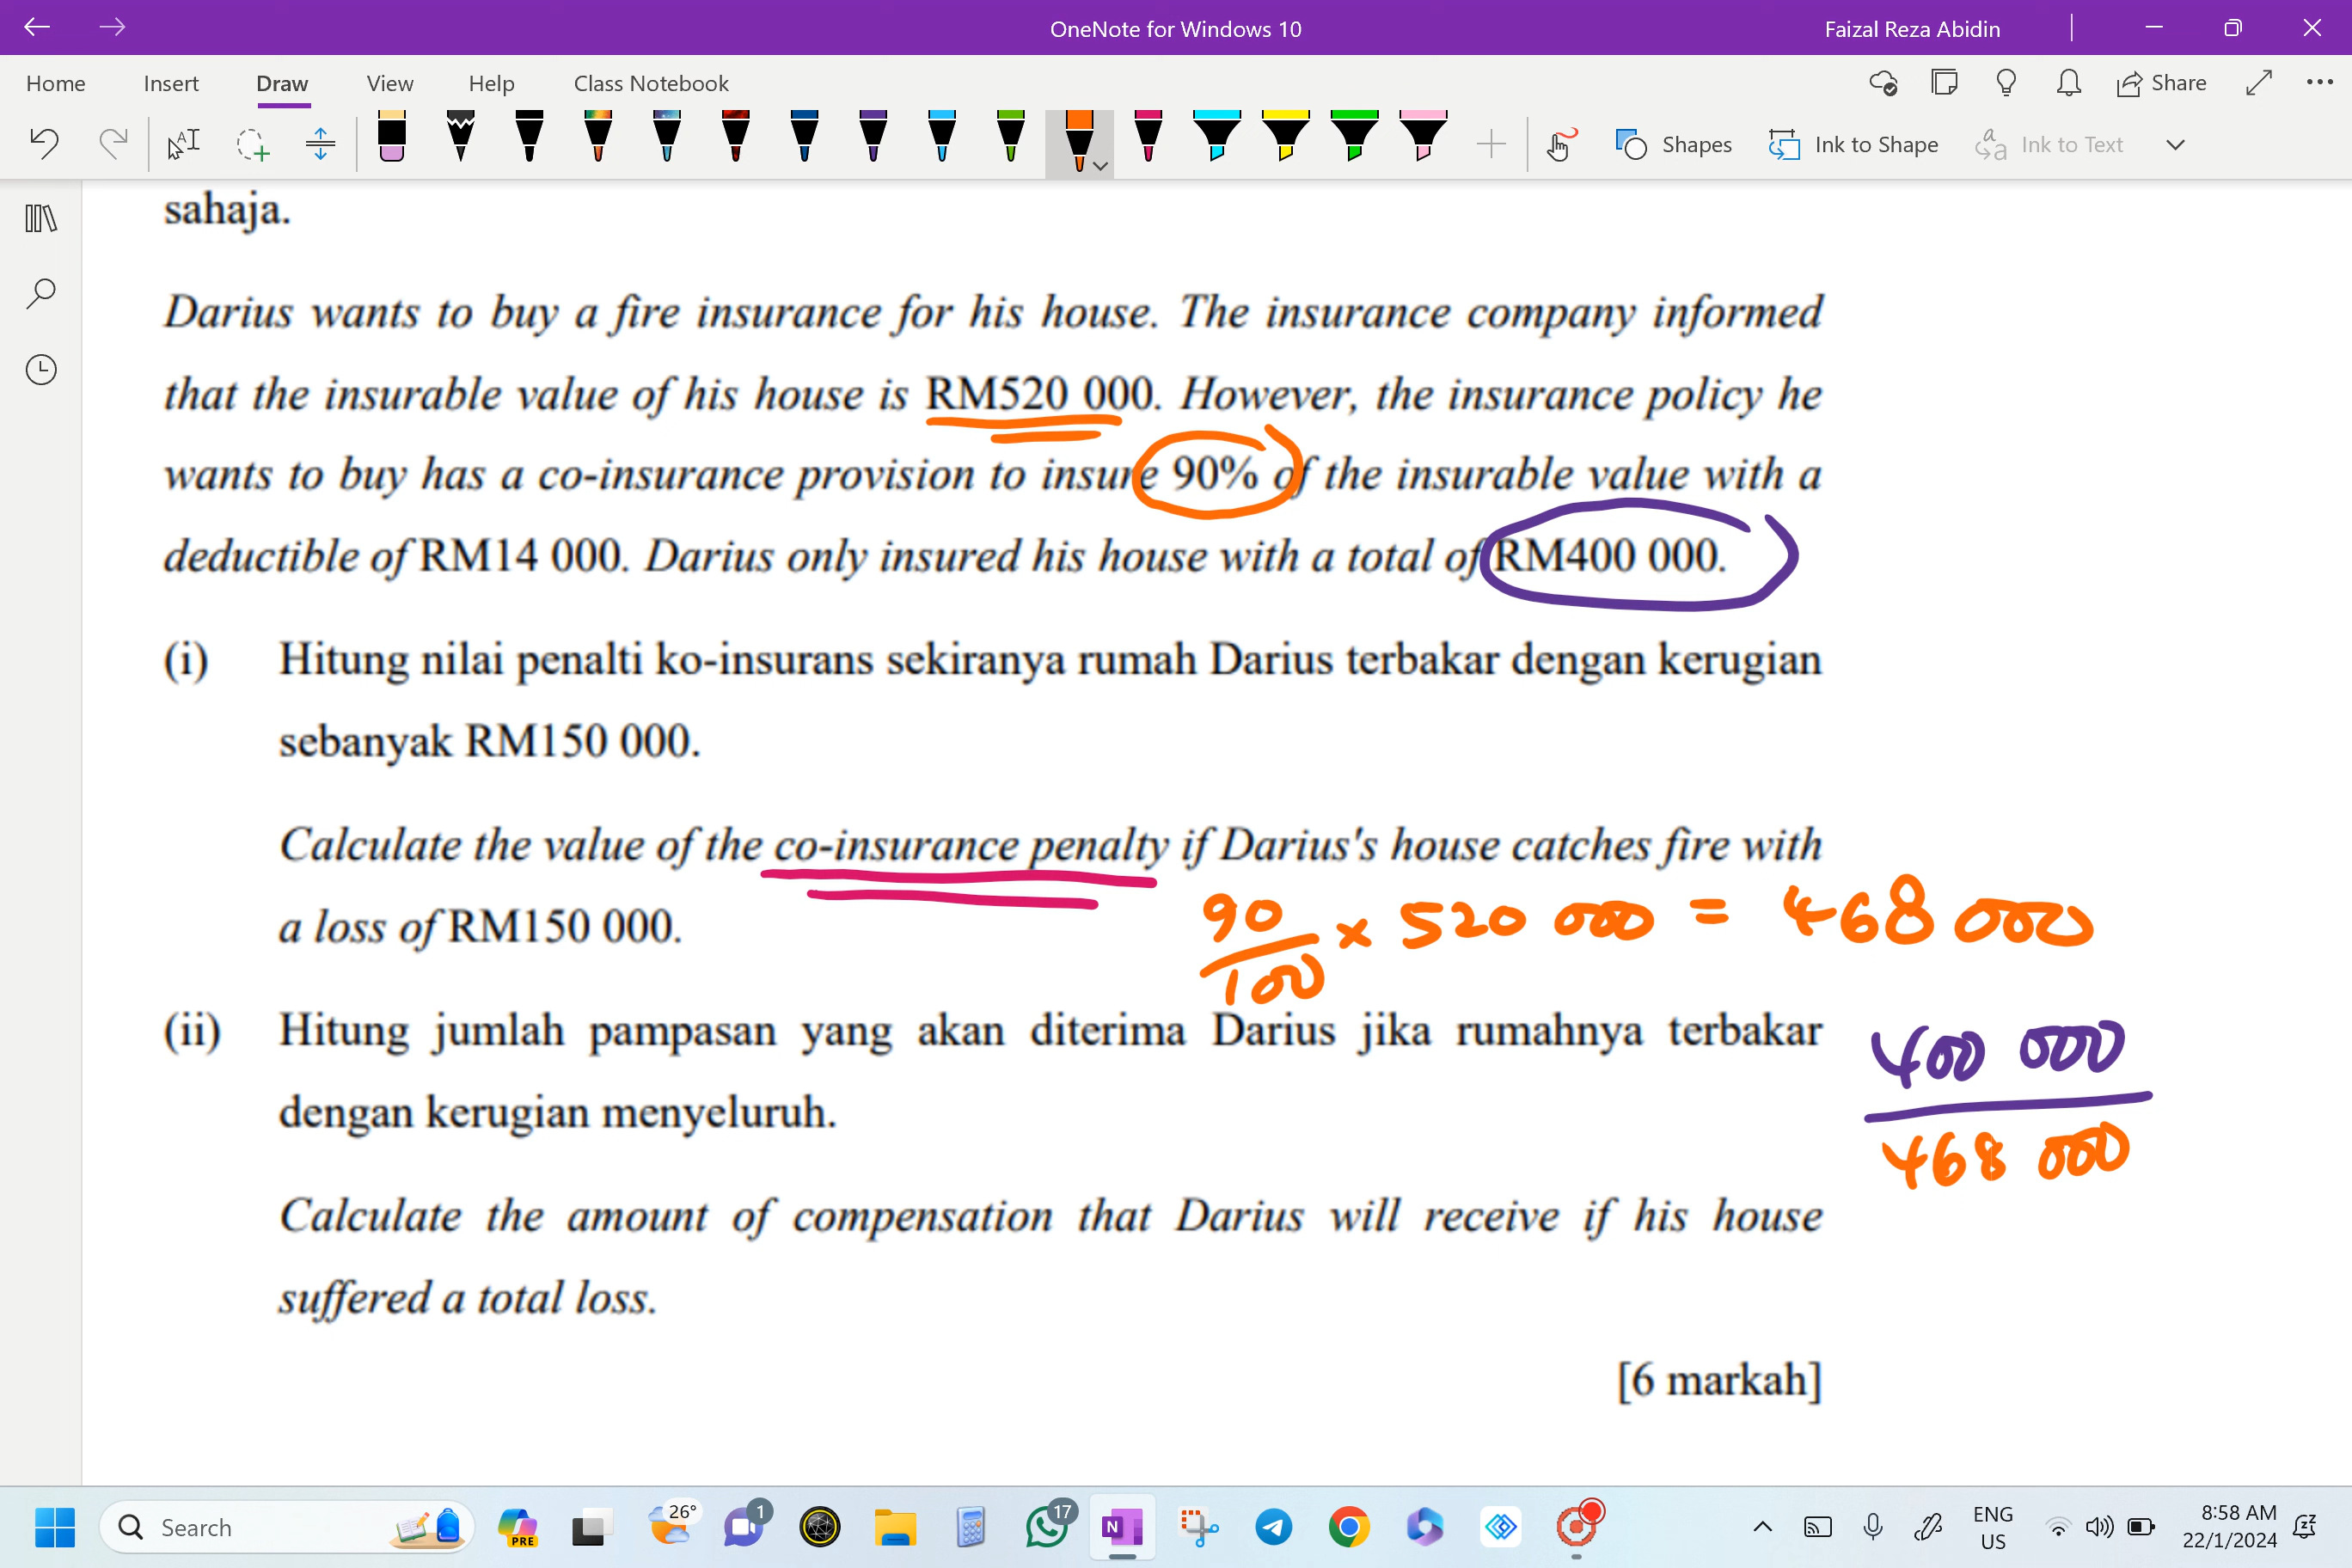 OneNote for Windows 10
Faizal Reza Abidin
Home Insert Draw View Help Class Notebook Share
Shapes Ink to Shape Ink to Text
sahaja.
Darius wants to buy a fire insurance for his house. The insurance company informed
that the insurable value of his house is RM520 000. However, the insurance policy he
wants to buy has a co-insurance provision to insure 90% of the insurable value with a
deductible of RM14 000. Darius only insured his house with a total of RM400 000.
(i) Hitung nilai penalti ko-insurans sekiranya rumah Darius terbakar dengan kerugian
sebanyak RM150 000.
Calculate the value of the co-insurance penalty if Darius's house catches fire with
a loss of RM150 000.
90/100 × 520 000 = 468 000
(ii) Hitung jumlah pampasan yang akan diterima Darius jika rumahnya terbakar
dengan kerugian menyeluruh.
400 000
468 000
Calculate the amount of compensation that Darius will receive if his house
suffered a total loss.
[6 markah]
Search
PRE
26°
1
17
N
ENG
US
8:58 AM
22/1/2024